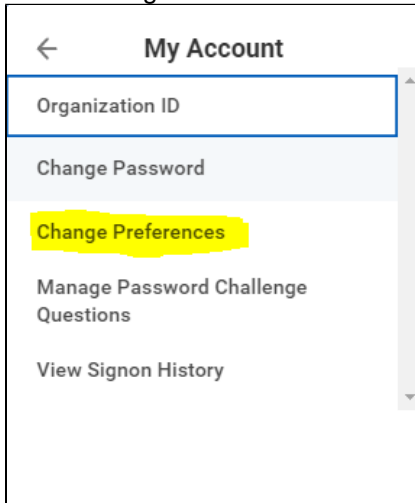 My Account
Organization ID
Change Password
Change Preferences
Manage Password Challenge
Questions
View Signon History